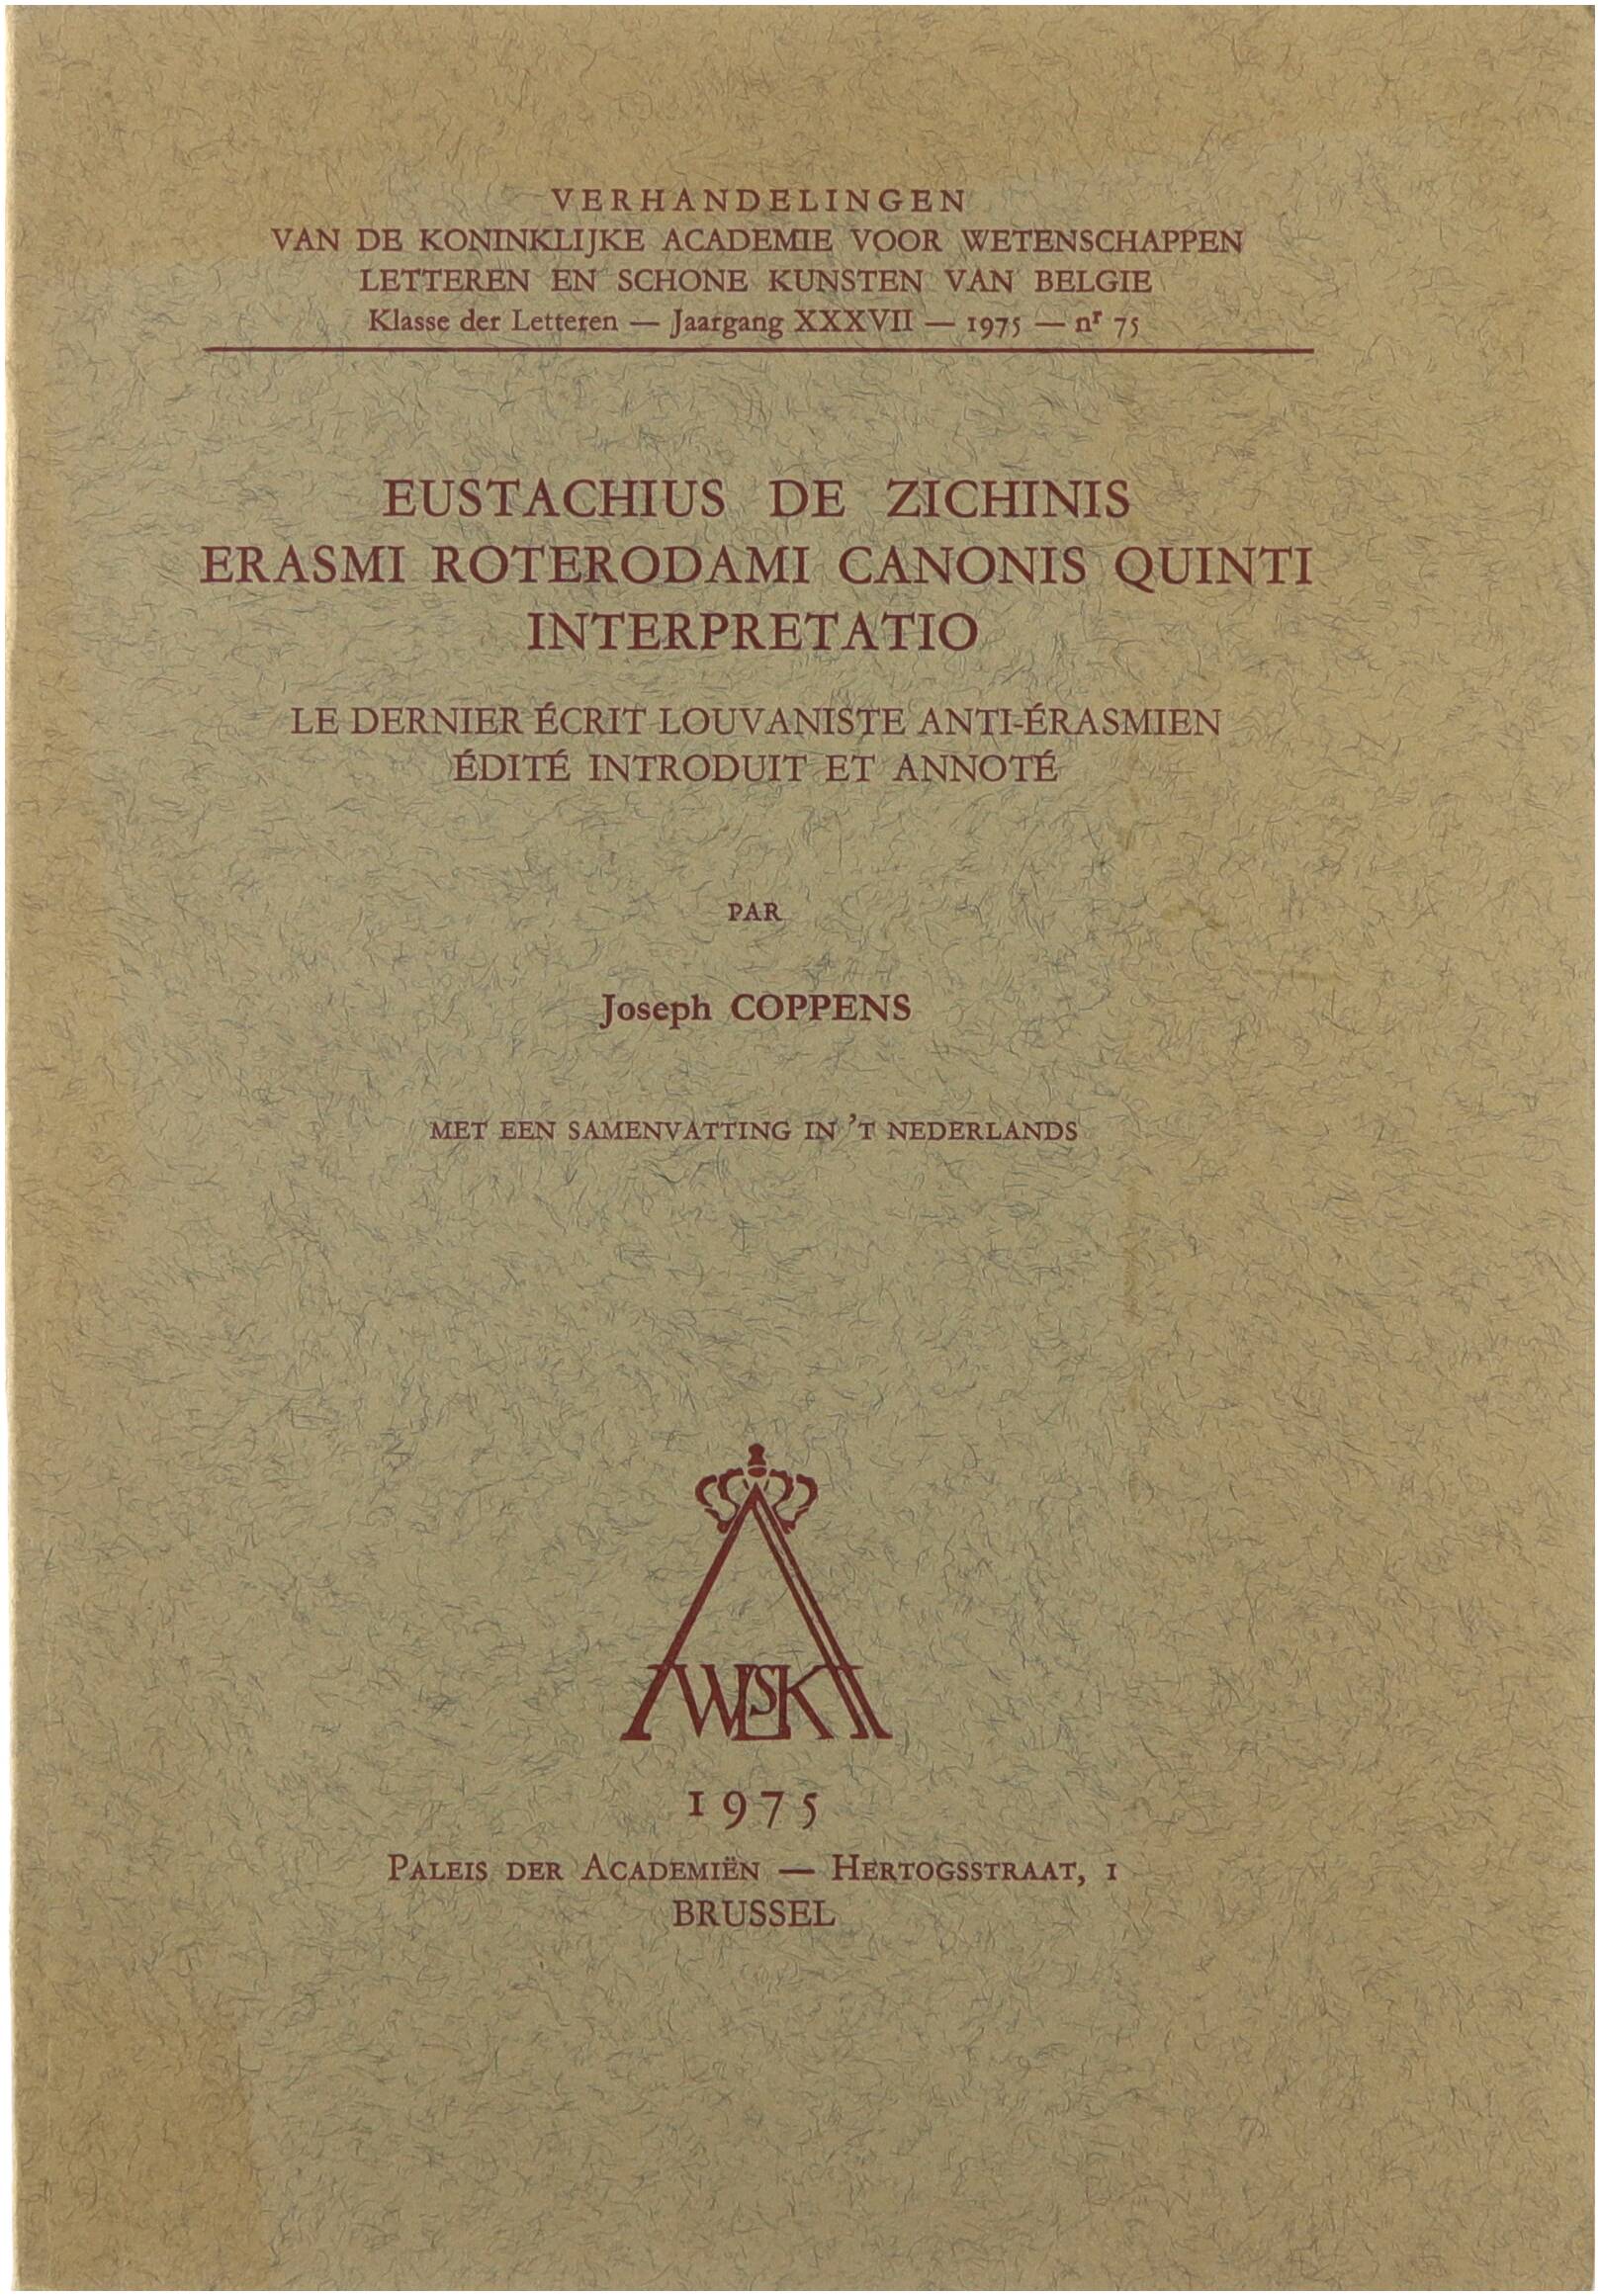 VERHANDELINGEN
VAN DE KONINKLIJKE ACADEMIE VOOR WETENSCHAPPEN
LETTEREN EN SCHONE KUNSTEN VAN BELGIE
Klasse der Letteren — Jaargang XXXVII — 1975 — nr 75
EUSTACHIUS DE ZICHINIS
ERASMI ROTERODAMI CANONIS QUINTI
INTERPRETATIO
LE DERNIER ÉCRIT LOUVANISTE ANTI-ÉRASMIEN
ÉDITÉ INTRODUIT ET ANNOTÉ
PAR
Joseph COPPENS
MET EEN SAMENVATTING IN 'T NEDERLANDS
AWLSK
1975
PALEIS DER ACADEMIËN — HERTOGSSTRAAT, 1
BRUSSEL